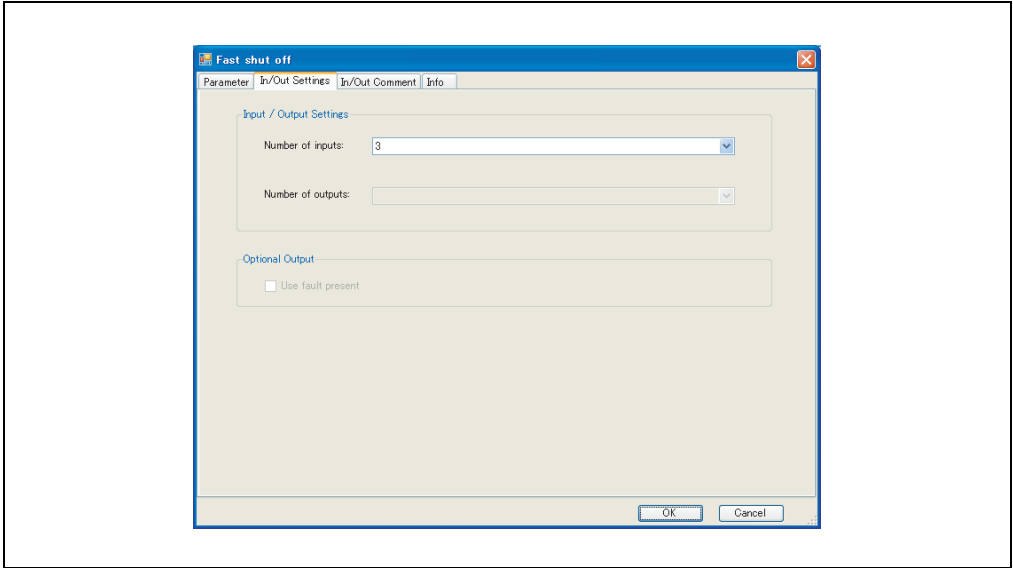 Fast shut off
Parameter In/Out Settings In/Out Comment Info
Input / Output Settings
Number of inputs: 3
Number of outputs:
Optional Output
Use fault present
OK Cancel